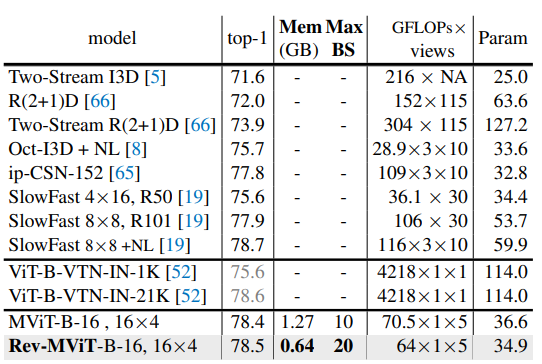 model top-1 Mem Max GFLOPs× Param
(GB) BS views
Two-Stream I3D [5] 71.6 - - 216 × NA 25.0
R(2+1)D [66] 72.0 - - 152×115 63.6
Two-Stream R(2+1)D [66] 73.9 - - 304 × 115 127.2
Oct-I3D + NL [8] 75.7 - - 28.9×3×10 33.6
ip-CSN-152 [65] 77.8 - - 109×3×10 32.8
SlowFast 4×16, R50 [19] 75.6 - - 36.1 × 30 34.4
SlowFast 8×8, R101 [19] 77.9 - - 106 × 30 53.7
SlowFast 8×8 +NL [19] 78.7 - - 116×3×10 59.9
ViT-B-VTN-IN-1K [52] 75.6 - - 4218×1×1 114.0
ViT-B-VTN-IN-21K [52] 78.6 - - 4218×1×1 114.0
MViT-B-16 , 16×4 78.4 1.27 10 70.5×1×5 36.6
Rev-MViT-B-16, 16×4 78.5 0.64 20 64×1×5 34.9